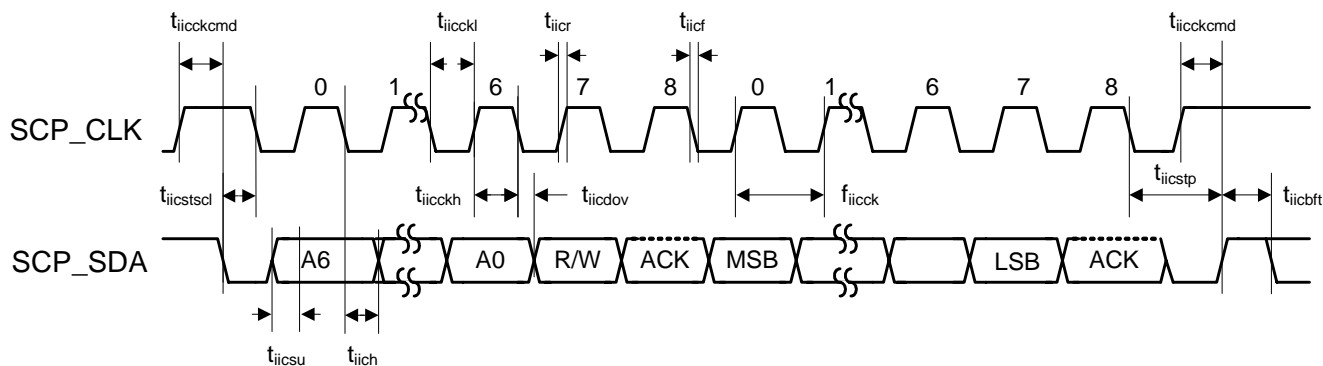 t_iicckcmd t_iicckl t_iicr t_iicf t_iicckcmd
0 1 6 7 8 0 1 6 7 8
SCP_CLK
t_iicstscl t_iicckh t_iicdov f_iicck t_iicstp t_iicbft
SCP_SDA A6 A0 R/W ACK MSB LSB ACK
t_iicsu t_iich